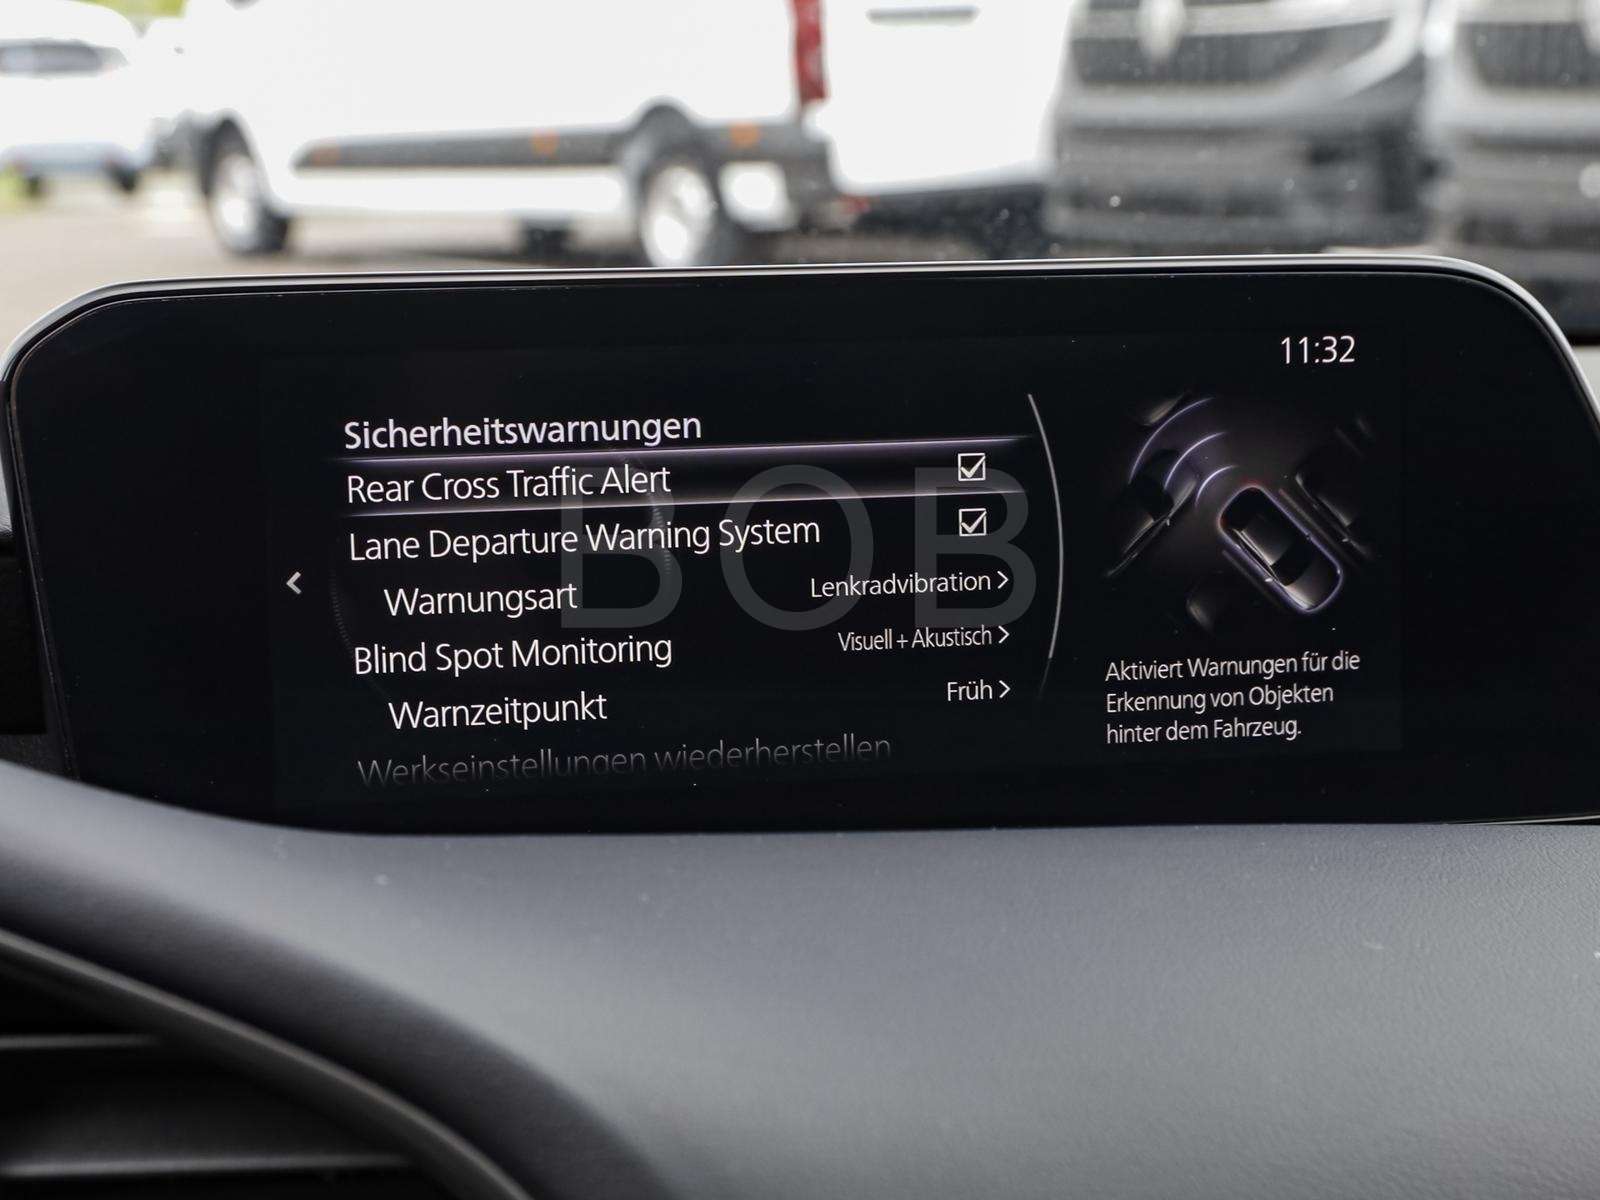 11:32
Sicherheitswarnungen
Rear Cross Traffic Alert
Lane Departure Warning System
Warnungsart Lenkradvibration >
Blind Spot Monitoring Visuell + Akustisch >
Warnzeitpunkt Früh >
Werkseinstellungen wiederherstellen
Aktiviert Warnungen für die
Erkennung von Objekten
hinter dem Fahrzeug.
BOB